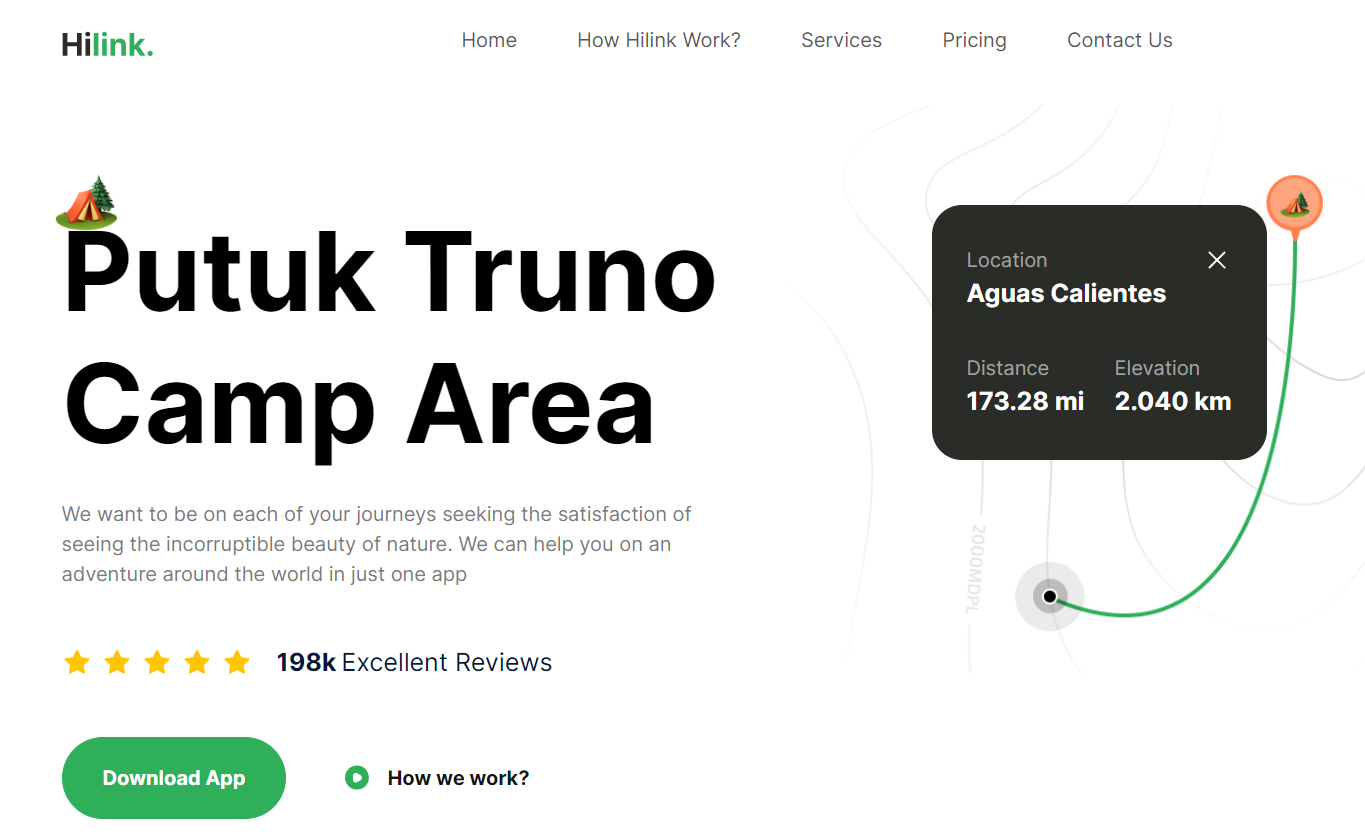 Hilink.
Home
How Hilink Work?
Services
Pricing
Contact Us
Putuk Truno
Camp Area
We want to be on each of your journeys seeking the satisfaction of
seeing the incorruptible beauty of nature. We can help you on an
adventure around the world in just one app
198k Excellent Reviews
Download App
How we work?
Location
Aguas Calientes
Distance
Elevation
173.28 mi
2.040 km
2000MDPL